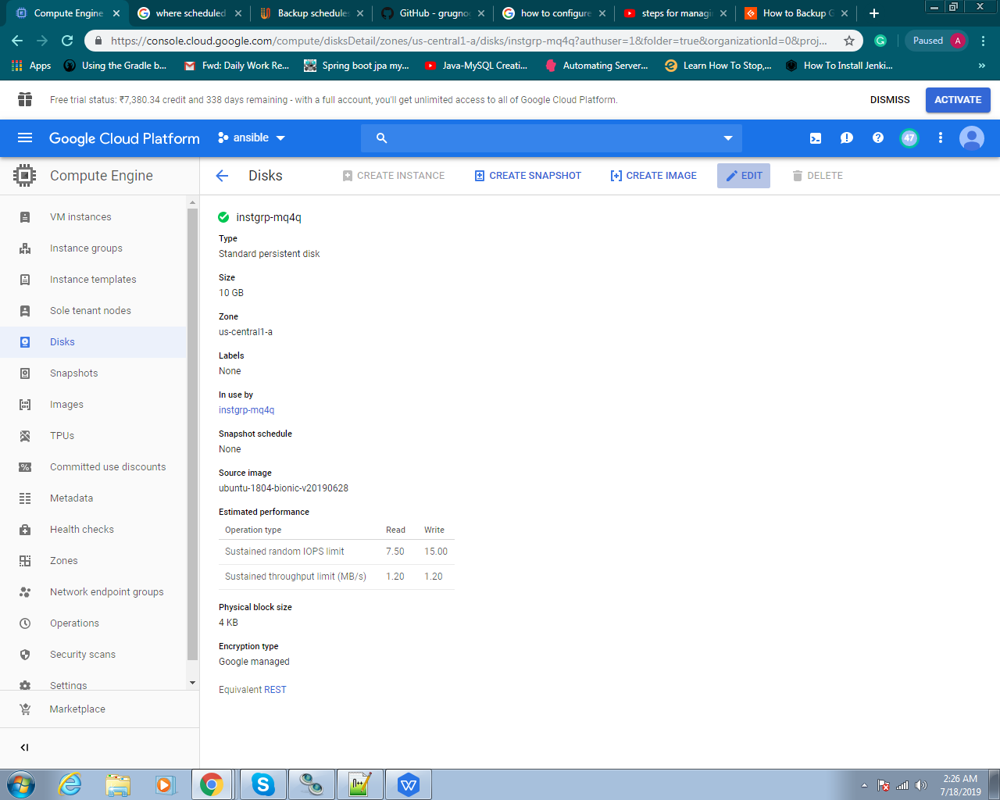 Compute Engine
where scheduled
Backup schedule
GitHub - grugno
how to configure
steps for managi
How to Backup G
https://console.cloud.google.com/compute/disksDetail/zones/us-central1-a/disks/instgrp-mq4q?authuser=1&folder=true&organizationId=0&proj...
Paused A
Apps
Using the Gradle b...
Fwd: Daily Work Re...
Spring boot jpa my...
Java-MySQL Creati...
Automating Server...
Learn How To Stop,...
How To Install Jenki...
»
Free trial status: ₹7,380.34 credit and 338 days remaining - with a full account, you'll get unlimited access to all of Google Cloud Platform.
DISMISS
ACTIVATE
Google Cloud Platform
ansible
47
Compute Engine
Disks
CREATE INSTANCE
CREATE SNAPSHOT
CREATE IMAGE
EDIT
DELETE
VM instances
Instance groups
Instance templates
Sole tenant nodes
Disks
Snapshots
Images
TPUs
Committed use discounts
Metadata
Health checks
Zones
Network endpoint groups
Operations
Security scans
Settings
Marketplace
instgrp-mq4q
Type
Standard persistent disk
Size
10 GB
Zone
us-central1-a
Labels
None
In use by
instgrp-mq4q
Snapshot schedule
None
Source image
ubuntu-1804-bionic-v20190628
Estimated performance
Operation type Read Write
Sustained random IOPS limit 7.50 15.00
Sustained throughput limit (MB/s) 1.20 1.20
Physical block size
4 KB
Encryption type
Google managed
Equivalent REST
2:26 AM
7/18/2019